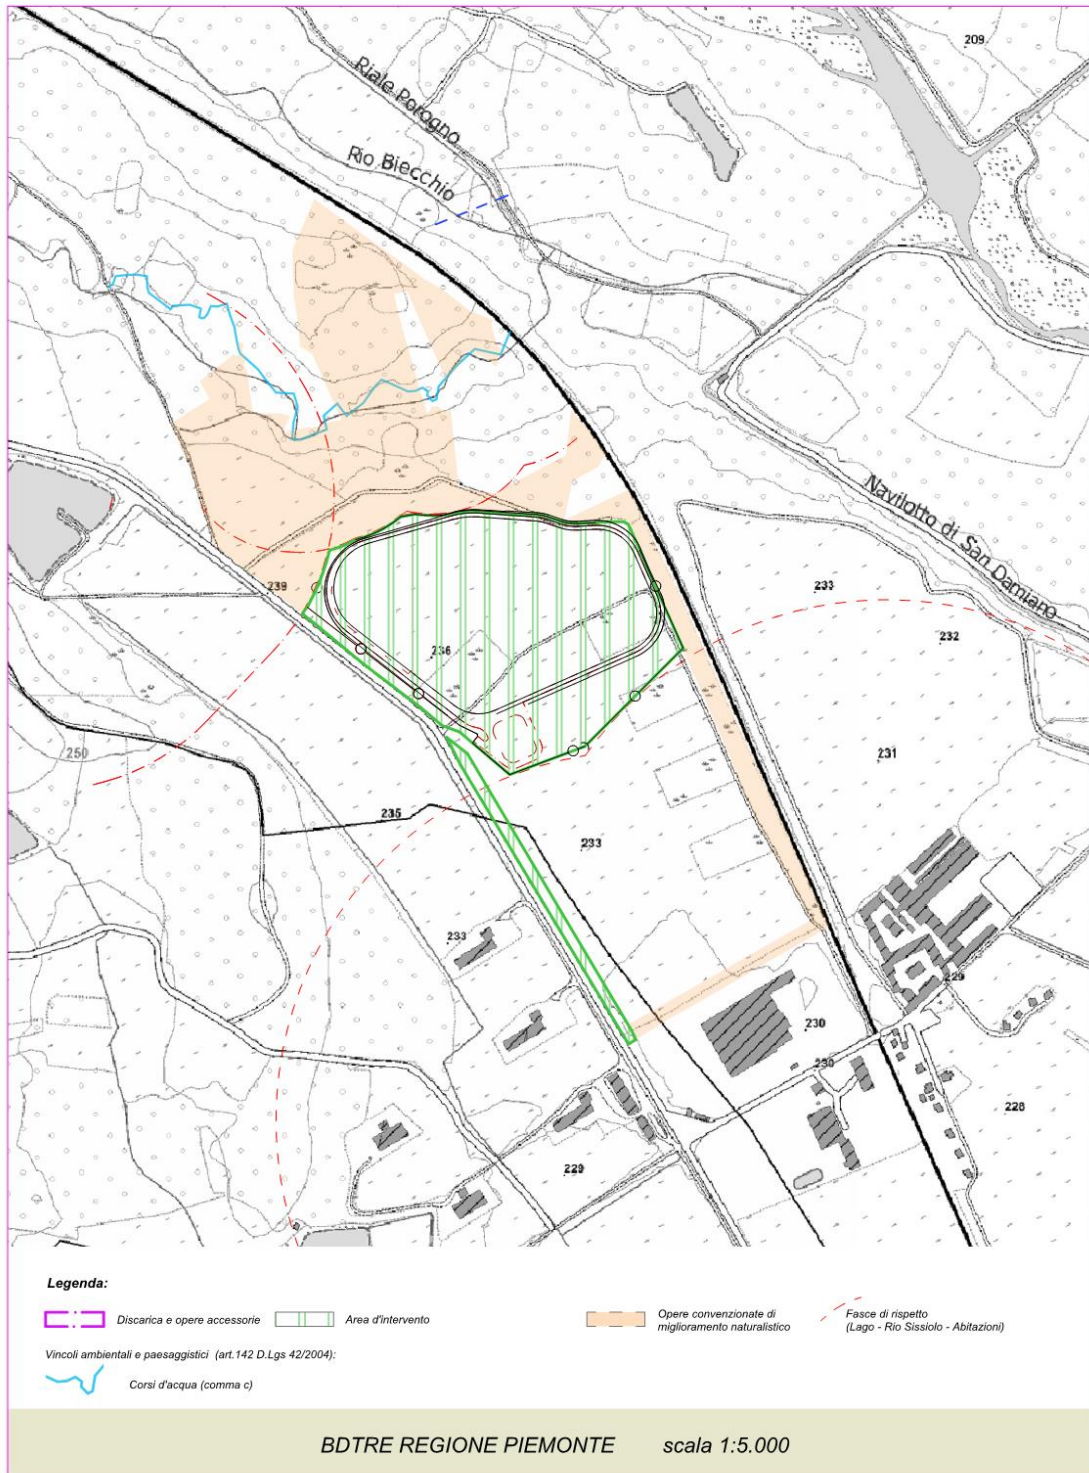 209
Riale Porogno
Rio Biecchio
Navilotto di San Damiano
233
232
239
236
250
231
235
233
233
229
230
230
228
229
Legenda:
Discarica e opere accessorie
Area d'intervento
Opere convenzionate di
miglioramento naturalistico
Fasce di rispetto
(Lago - Rio Sissiolo - Abitazioni)
Vincoli ambientali e paesaggistici (art.142 D.Lgs 42/2004):
Corsi d'acqua (comma c)
BDTRE REGIONE PIEMONTE scala 1:5.000